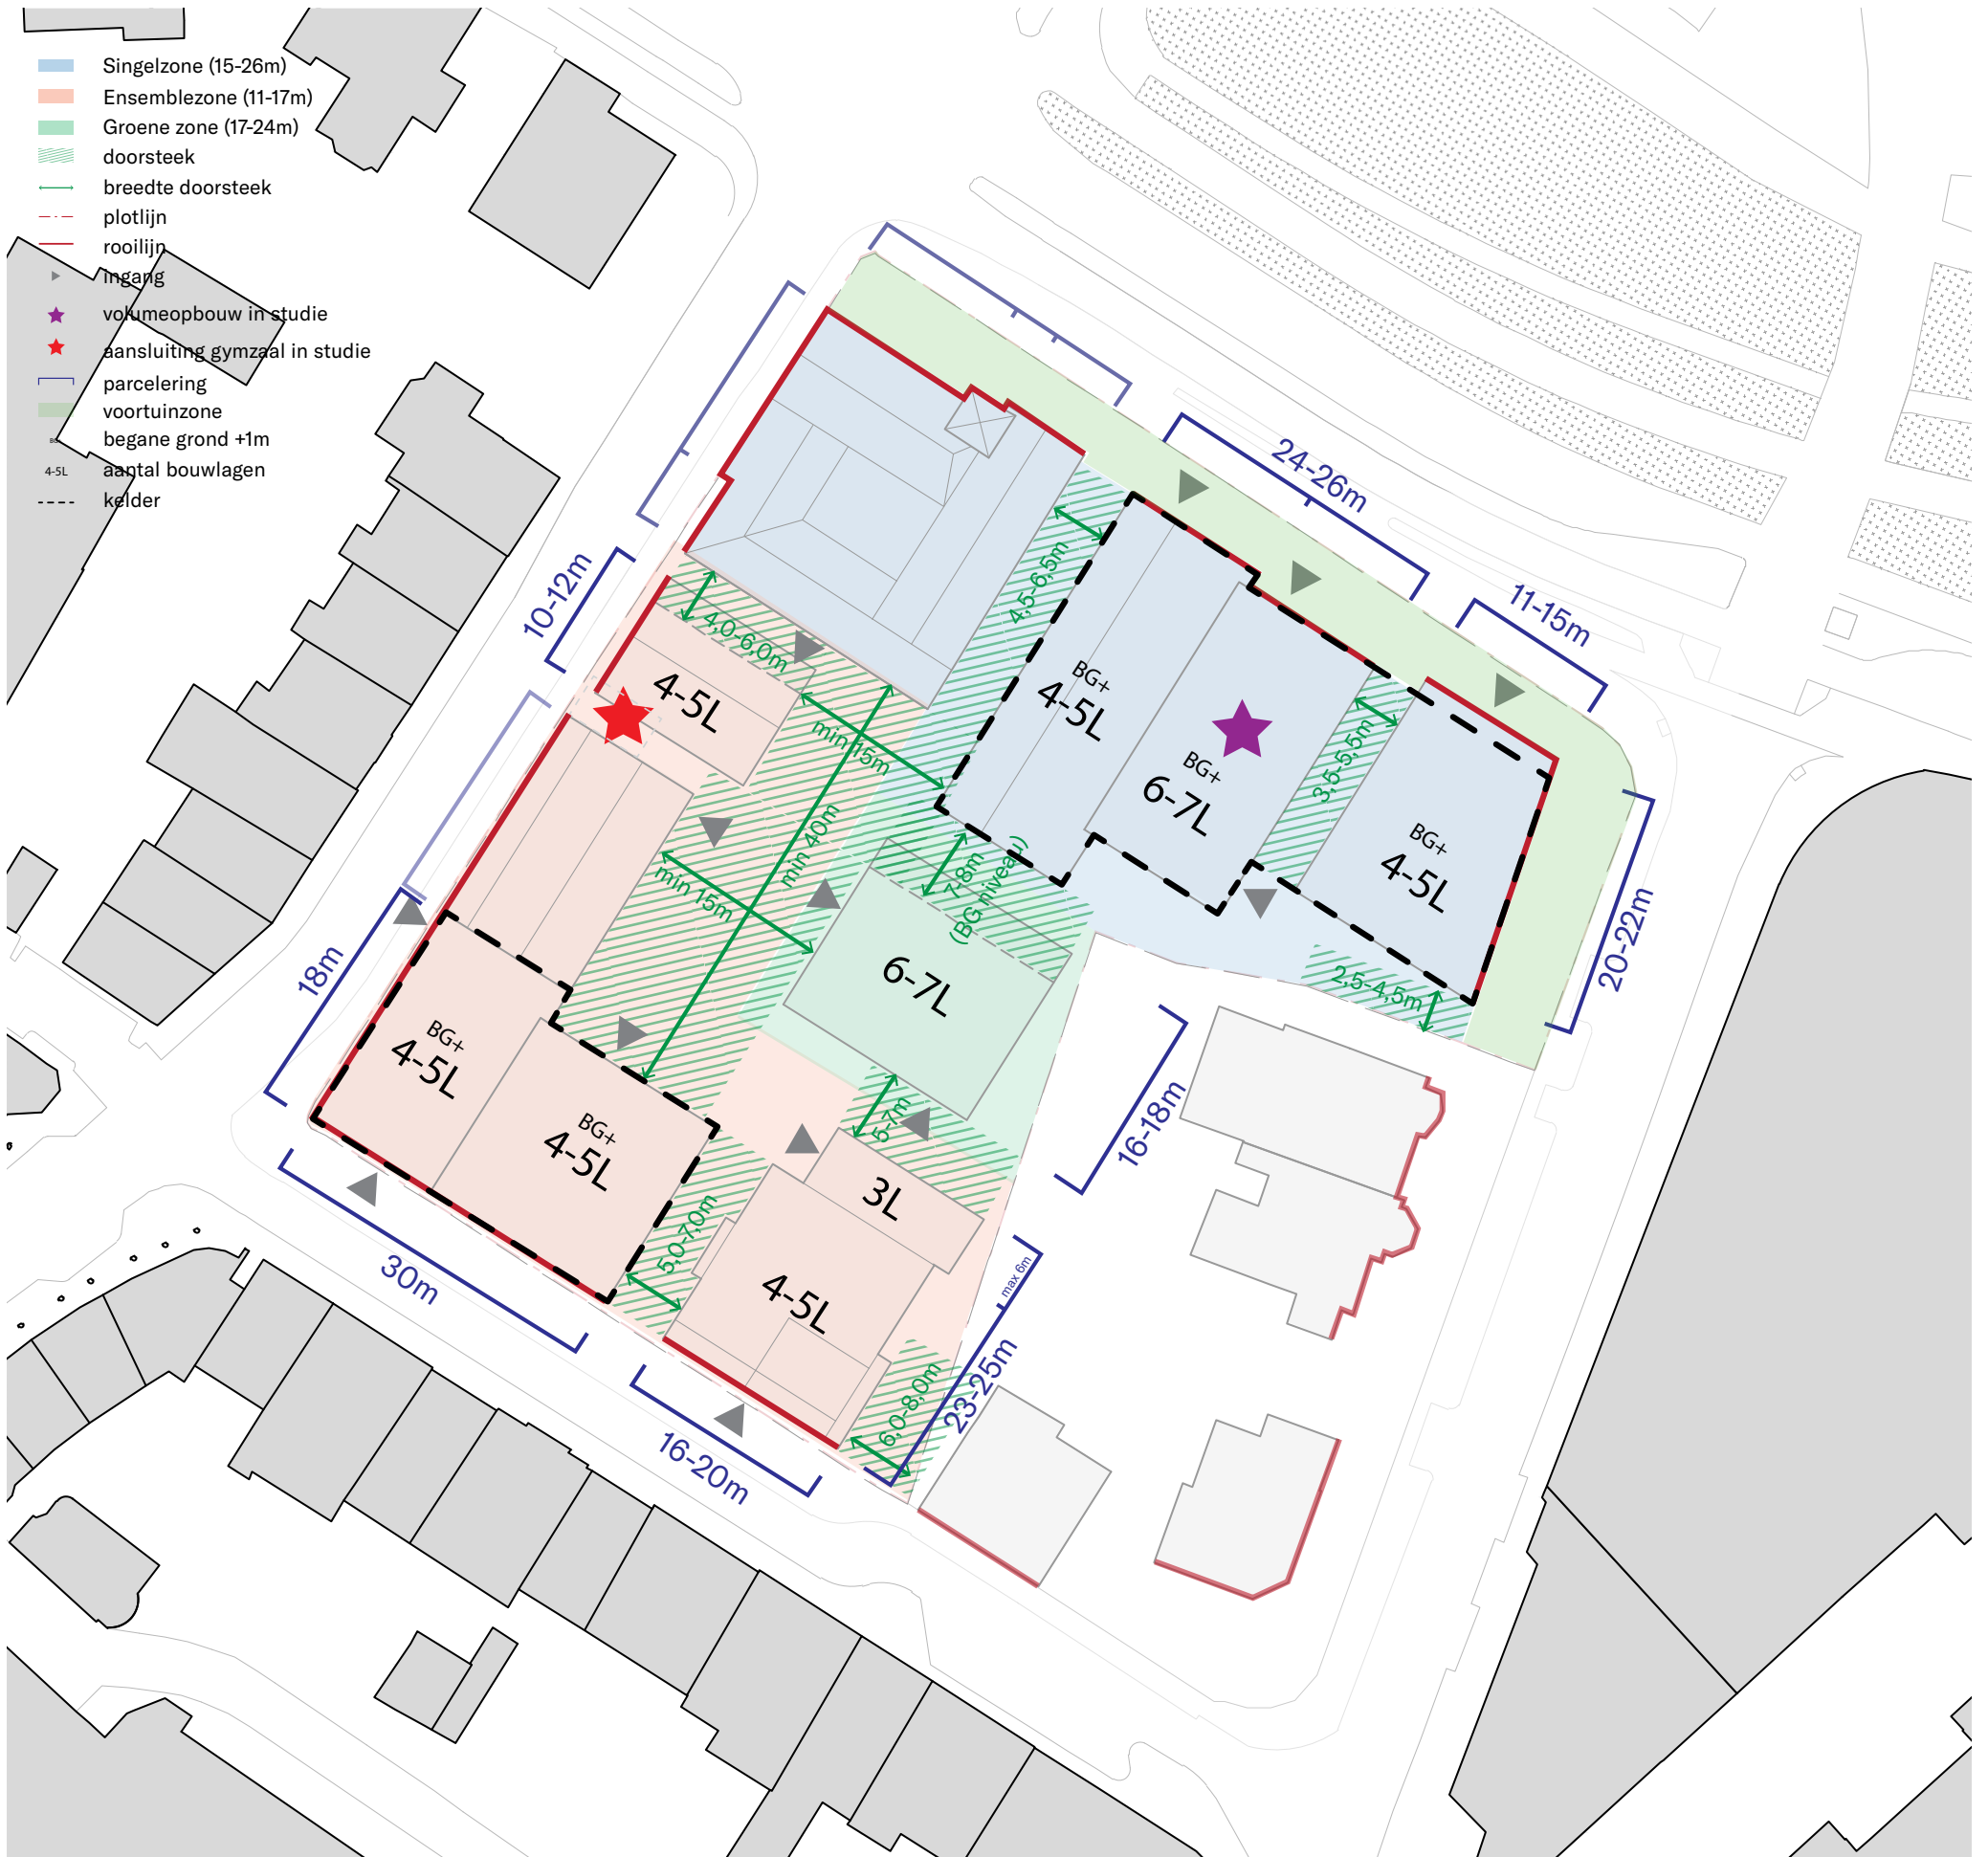 Singelzone (15-26m)
Ensemblezone (11-17m)
Groene zone (17-24m)
doorsteek
breedte doorsteek
plotlijn
rooilijn
ingang
volumeopbouw in studie
aansluiting gymzaal in studie
parcelering
voortuinzone
begane grond +1m
4-5L aantal bouwlagen
kelder
24-26m
11-15m
10-12m
4,5-6,5m
4,0-6,0m
4-5L
BG+
4-5L
min 15m
BG+
6-7L
3,5-5,5m
BG+
4-5L
min 40m
7-8m
(BG niveau)
min 15m
20-22m
18m
6-7L
2,5-4,5m
BG+
4-5L
BG+
4-5L
5-7m
16-18m
3L
5,0-7,0m
30m
4-5L
max 6m
23-25m
6,0-8,0m
16-20m